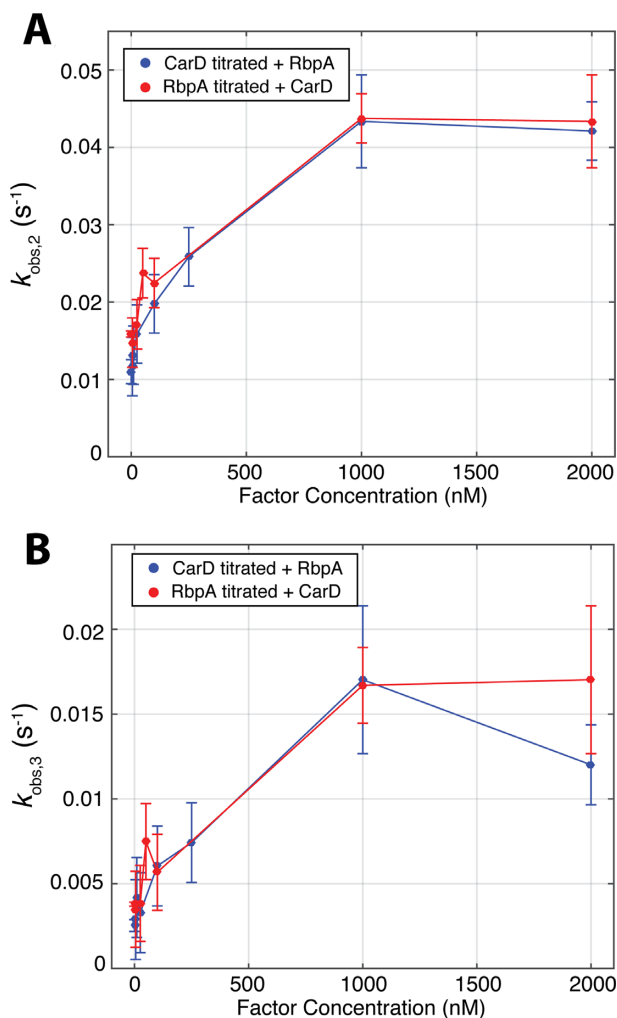 A
CarD titrated + RbpA
RbpA titrated + CarD
0.05
0.04
0.03
0.02
0.01
0
k obs,2 (s-1)
0 500 1000 1500 2000
Factor Concentration (nM)
B
CarD titrated + RbpA
RbpA titrated + CarD
0.02
0.015
0.01
0.005
0
k obs,3 (s-1)
0 500 1000 1500 2000
Factor Concentration (nM)